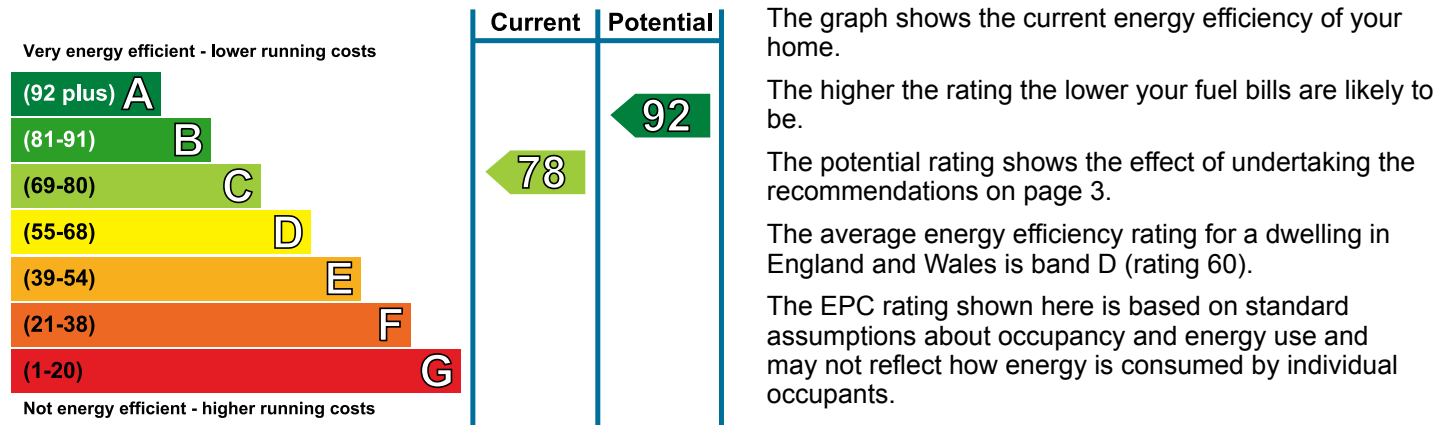 Current Potential
Very energy efficient - lower running costs
(92 plus) A
(81-91) B
(69-80) C
(55-68) D
(39-54) E
(21-38) F
(1-20) G
Not energy efficient - higher running costs
78
92
The graph shows the current energy efficiency of your
home.
The higher the rating the lower your fuel bills are likely to
be.
The potential rating shows the effect of undertaking the
recommendations on page 3.
The average energy efficiency rating for a dwelling in
England and Wales is band D (rating 60).
The EPC rating shown here is based on standard
assumptions about occupancy and energy use and
may not reflect how energy is consumed by individual
occupants.